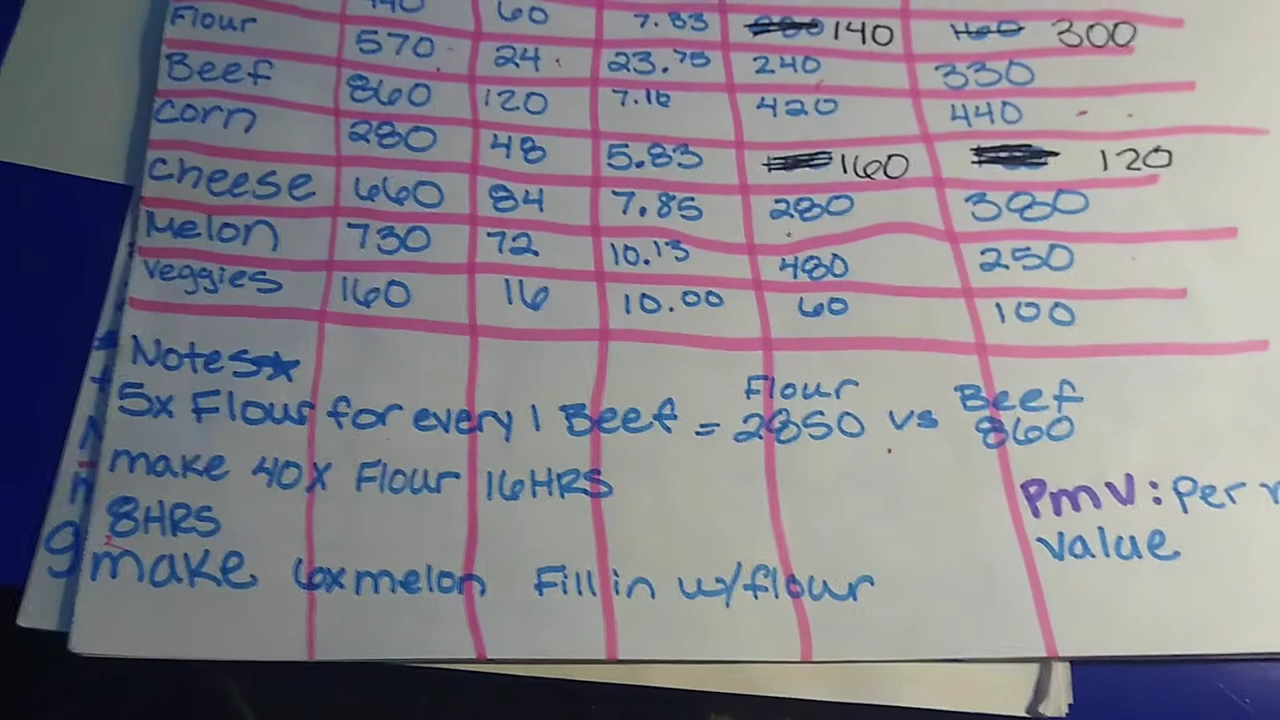 60 7.83
Flour 570 24 23.75 140 300
Beef 860 120 7.16 240 330
Corn 280 48 5.83 420 440
Cheese 660 84 7.85 160 120
Melon 730 72 10.13 280 380
Veggies 160 16 10.00 480 250
60 100
Notes
5x Flour for every 1 Beef = Flour 2850 vs Beef 860
make 40x Flour 16HRS
8HRS
make 6x melon Fill in w/flour
PmV: per
value